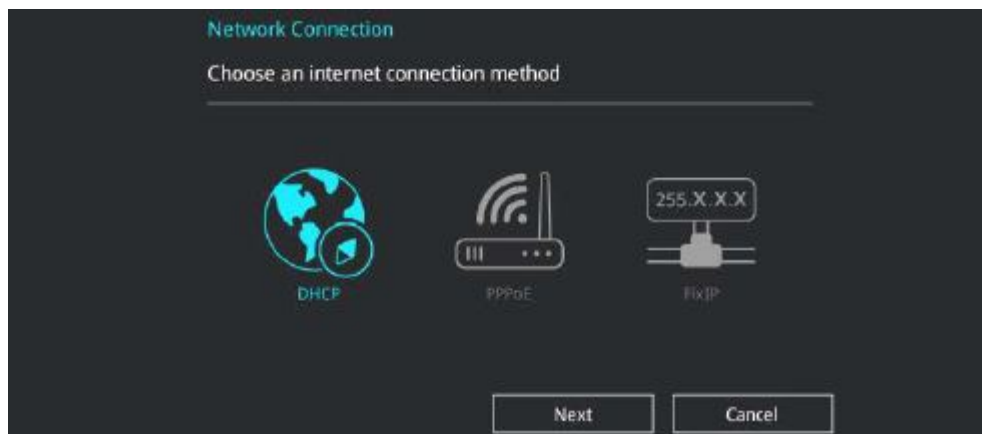 Network Connection
Choose an internet connection method
255.X.X.X
DHCP
PPPoE
FixIP
Next
Cancel